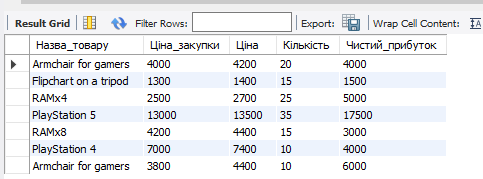 Result Grid Filter Rows: Export: Wrap Cell Content:
Назва_товару Ціна_закупки Ціна Кількість Чистий_прибуток
Armchair for gamers 4000 4200 20 4000
Flipchart on a tripod 1300 1400 15 1500
RAMx4 2500 2700 25 5000
PlayStation 5 13000 13500 35 17500
RAMx8 4200 4400 15 3000
PlayStation 4 7000 7400 10 4000
Armchair for gamers 3800 4400 10 6000